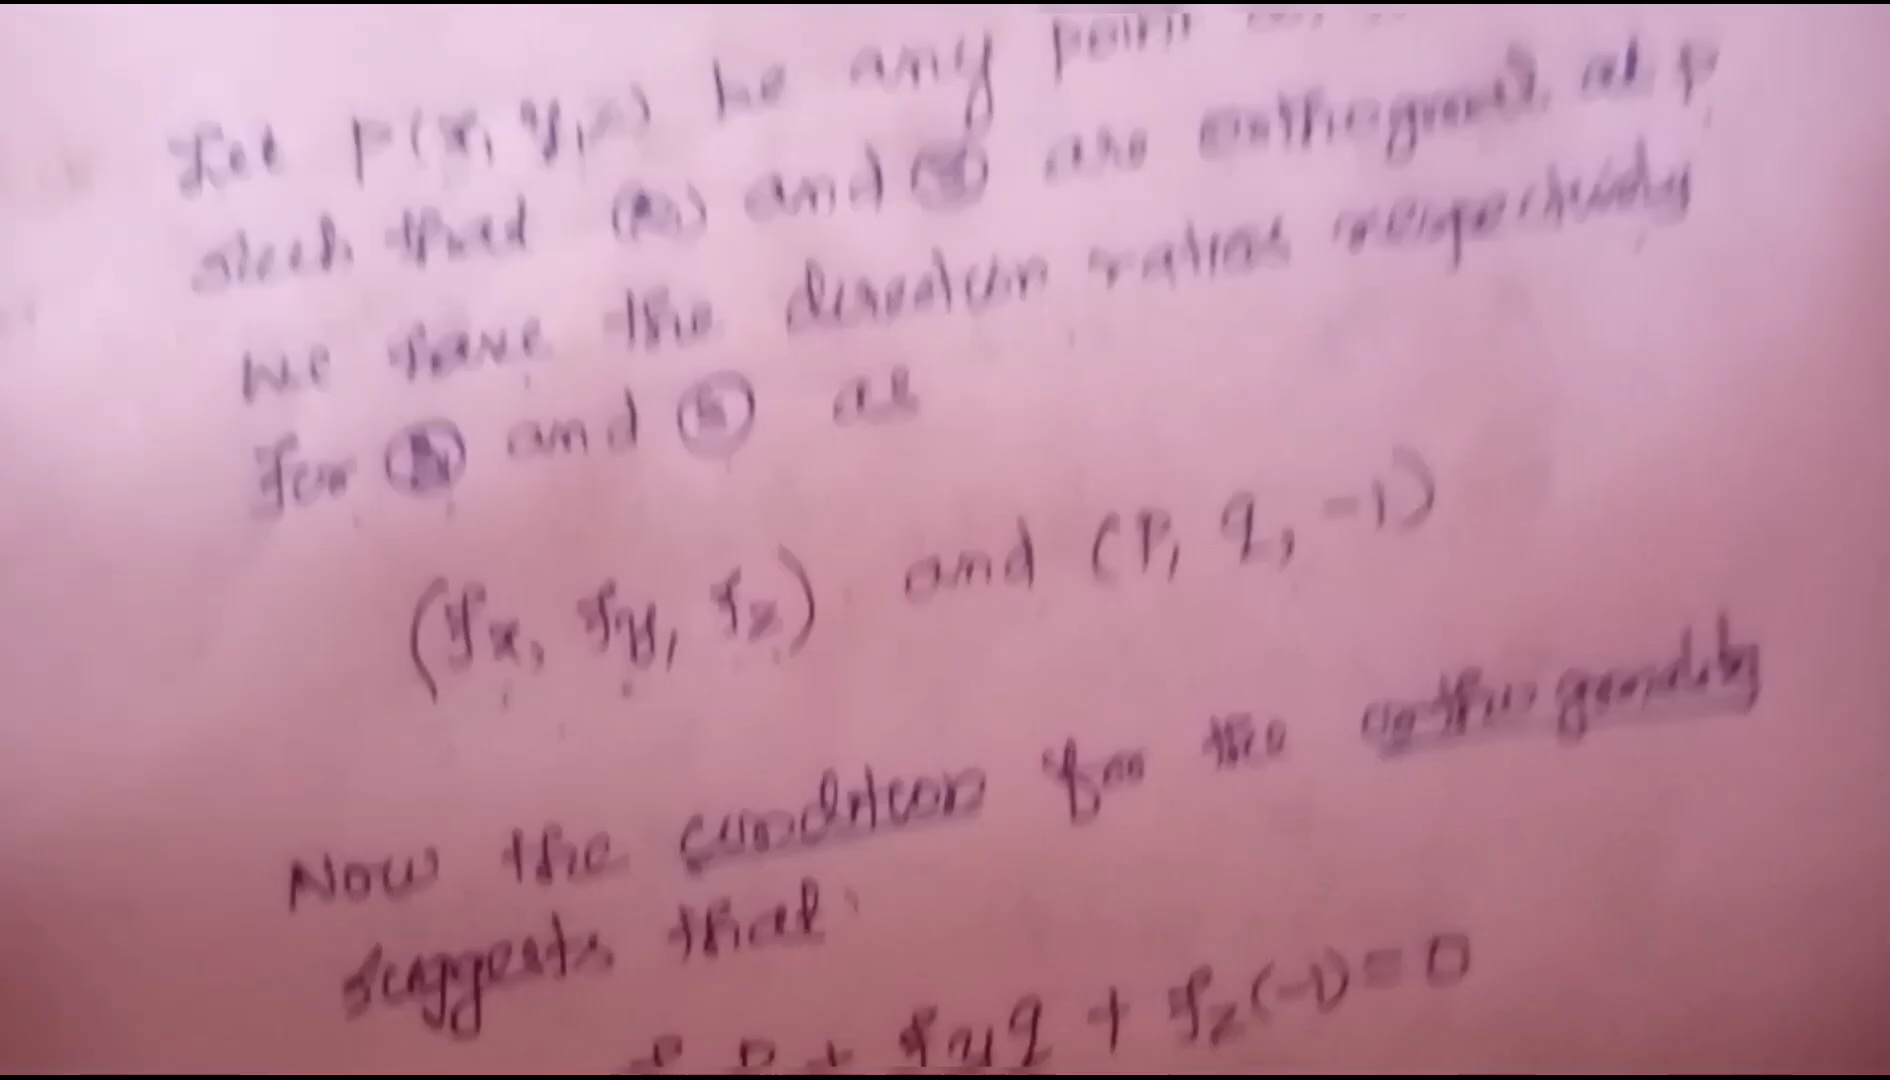 Let P(x, y, z) be any point
such that and are orthogonal at p
we have the direction ratios respectively
for and as
(fx, fy, fz) and (P, q, -1)
Now the condition for the orthogonality
suggests that
p + fy q + fz(-1) = 0